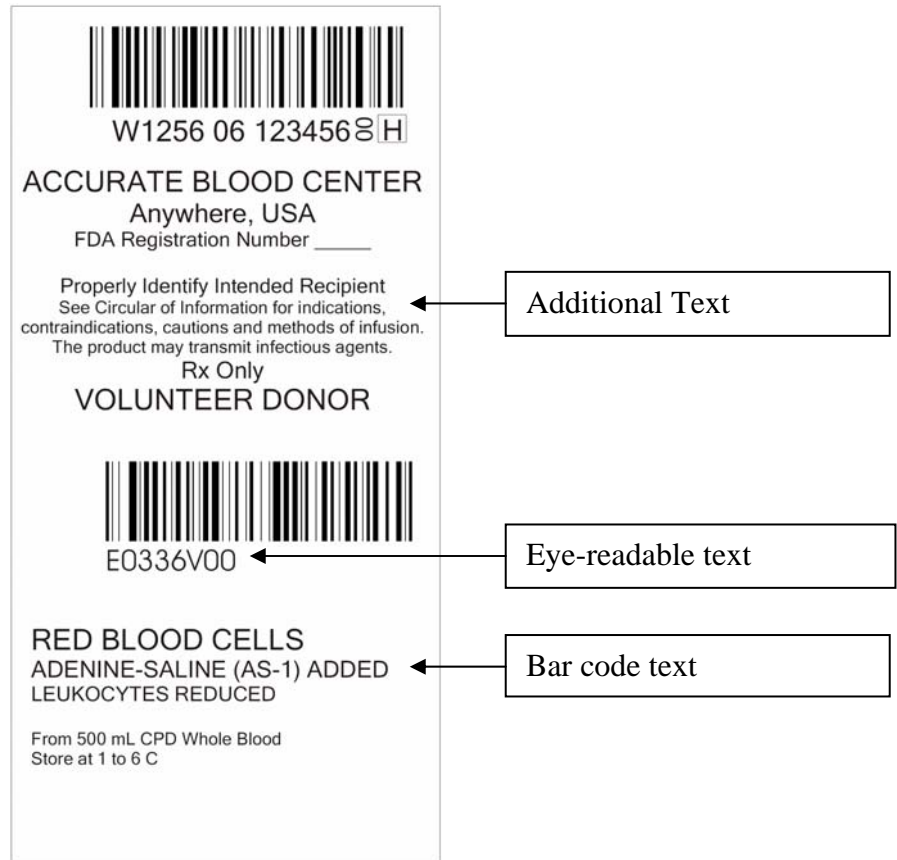 W1256 06 123456 00 H
ACCURATE BLOOD CENTER
Anywhere, USA
FDA Registration Number _____
Properly Identify Intended Recipient
See Circular of Information for indications,
contraindications, cautions and methods of infusion.
The product may transmit infectious agents.
Rx Only
VOLUNTEER DONOR
Additional Text
E0336V00
Eye-readable text
RED BLOOD CELLS
ADENINE-SALINE (AS-1) ADDED
LEUKOCYTES REDUCED
Bar code text
From 500 mL CPD Whole Blood
Store at 1 to 6 C